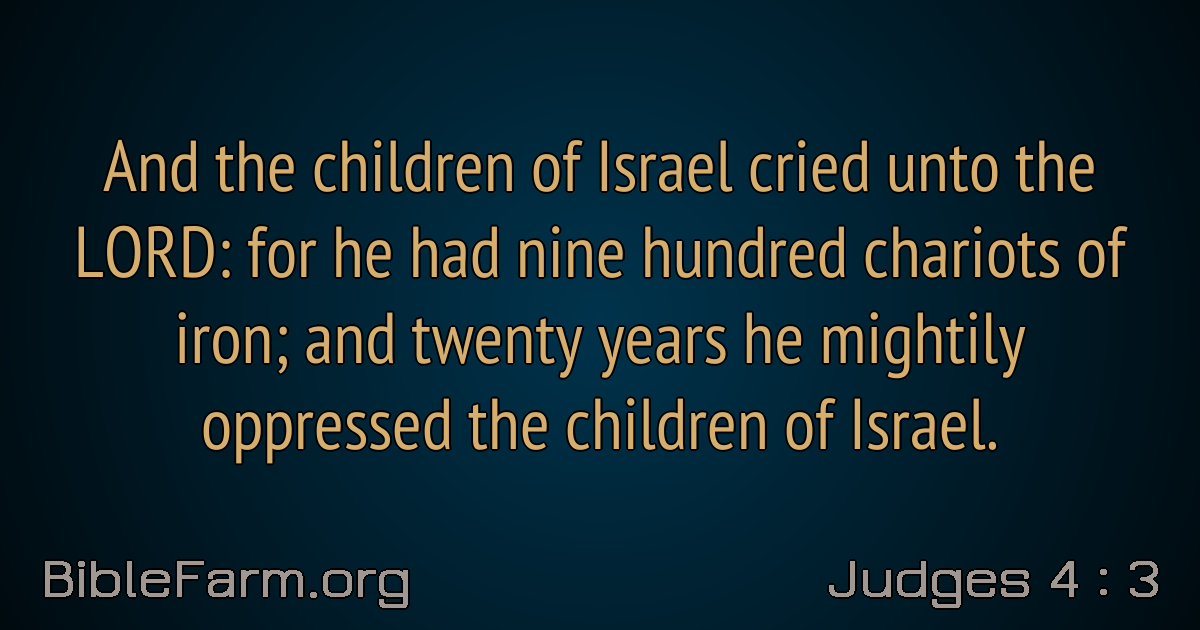 And the children of Israel cried unto the
LORD: for he had nine hundred chariots of
iron; and twenty years he mightily
oppressed the children of Israel.
BibleFarm.org
Judges 4 : 3